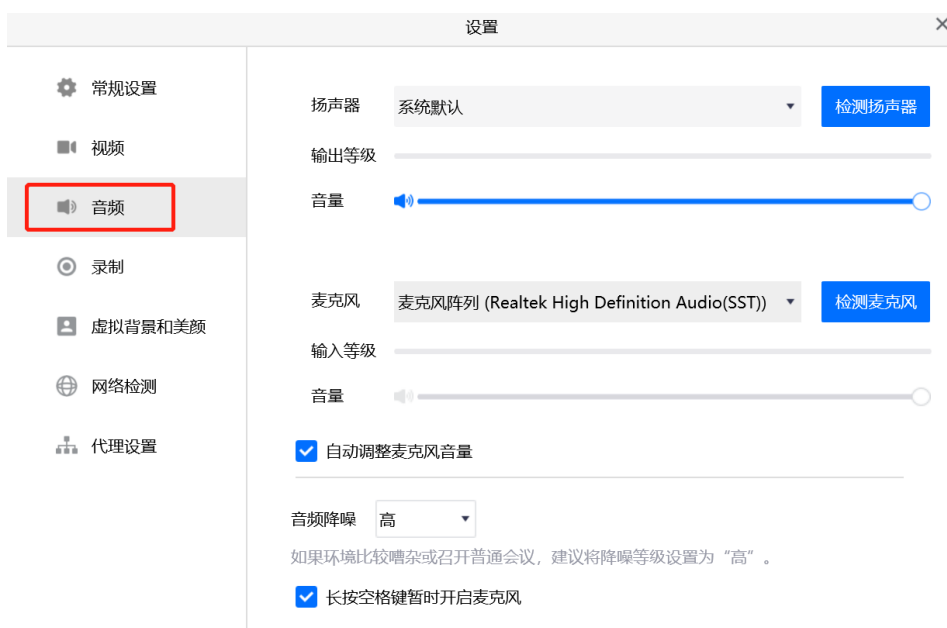 设置
常规设置
视频
音频
录制
虚拟背景和美颜
网络检测
代理设置
扬声器 系统默认 检测扬声器
输出等级
音量
麦克风 麦克风阵列 (Realtek High Definition Audio(SST)) 检测麦克风
输入等级
音量
自动调整麦克风音量
音频降噪 高
如果环境比较嘈杂或召开普通会议，建议将降噪等级设置为“高”。
长按空格键暂时开启麦克风